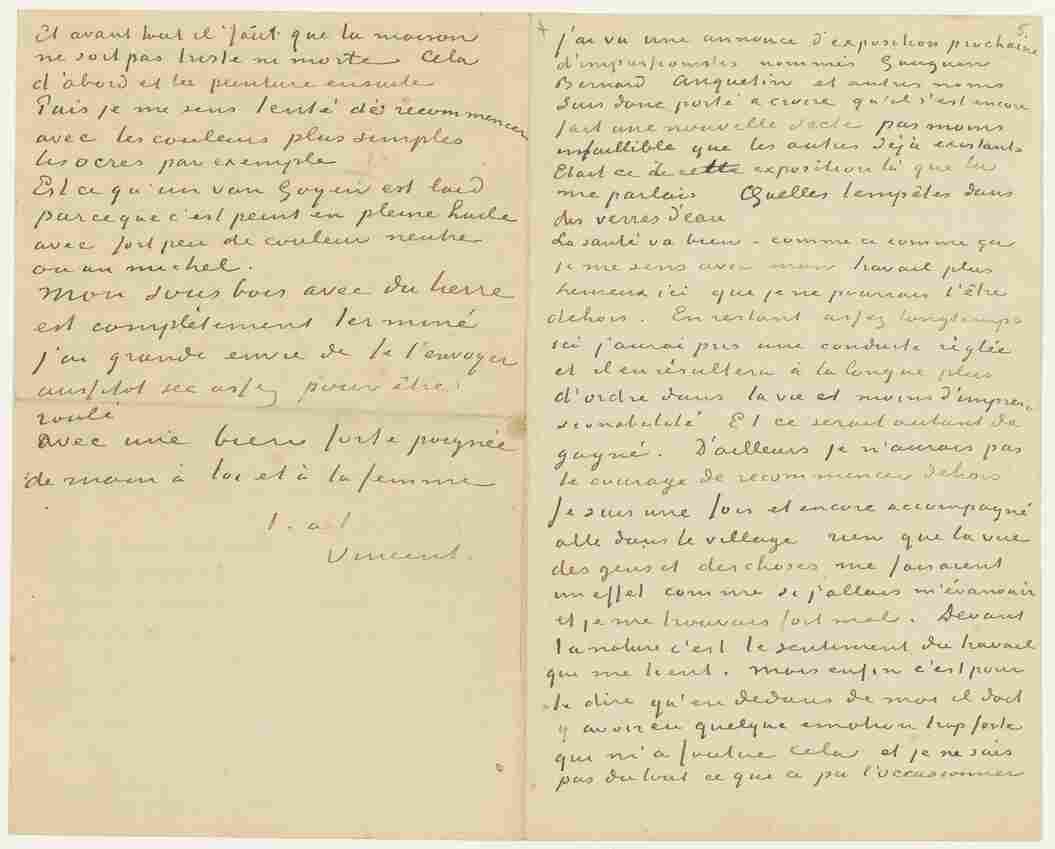 Et avant tout il faut que la maison
ne soit pas triste ni morte Cela
d'abord et la peinture ensuite
Puis je me sens tenté de recommencer
avec les couleurs plus simples
les ocres par exemple
Est ce qu'un van Goyen est laid
parceque c'est peint en pleine huile
avec fort peu de couleur neutre
ou un michel.
Mon sous bois avec du lierre
est complètement terminé
j'ai grande envie de te l'envoyer
aussitot sec assez pour être
roulé
avec une bien forte poignée
de main à toi et à ta femme
t. à t
Vincent.
5.
j'ai vu une annonce d'exposition prochaine
d'impressionistes nommés Gauguin
Bernard Anquetin et autres noms
Suis donc porté à croire qu'il s'est encore
fait une nouvelle secte pas moins
infaillible que les autres déjà existants
Etait ce de cette exposition là que tu
me parlais Quelles tempêtes dans
des verres d'eau
La santé va bien – comme ci comme ça
je me sens avec mon travail plus
heureux ici que je ne pourrais l'être
dehors. En restant assez longtemps
ici j'aurai pris une conduite réglée
et il en résultera à la longue plus
d'ordre dans la vie et moins d'impres-
sionabilité Et ce serait autant de
gagné. D'ailleurs je n'aurais pas
le courage de recommencer dehors
Je suis une fois et encore accompagné
allé dans le village rien que la vue
des gens et des choses me faisaient
un effet comme si j'allais m'évanouir
et je me trouvais fort mal. Devant
la nature c'est le sentiment du travail
qui me tient. Mais enfin c'est pour
te dire qu'en dedans de moi il doit
y avoir eu quelque emotion trop forte
qui m'a foutue cela et je ne sais
pas du tout ce que a pu l'occasionner